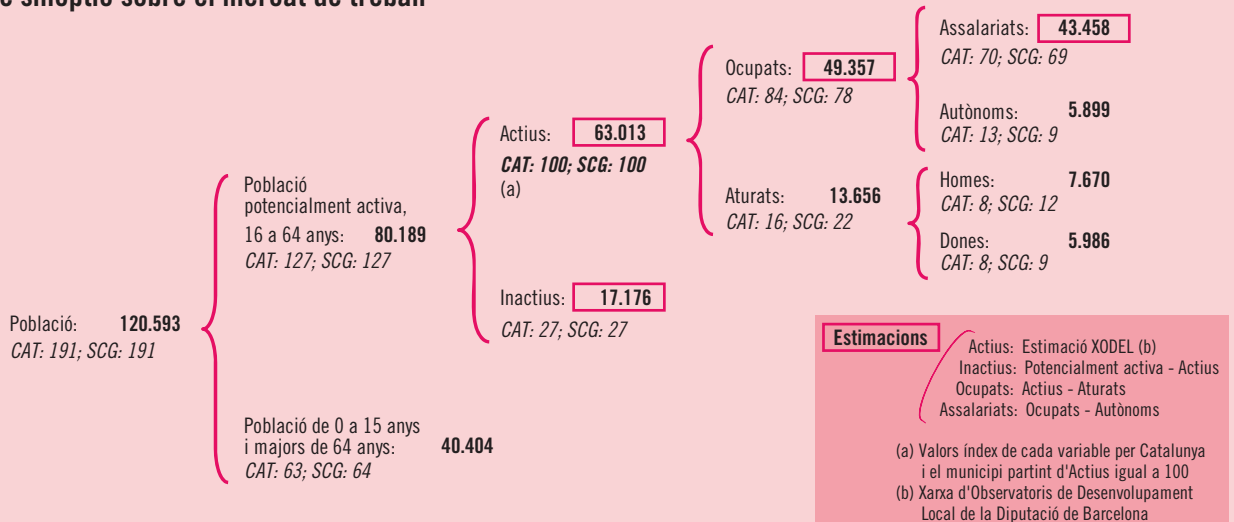 sinòptic sobre el mercat de treball
Població: 120.593
CAT: 191; SCG: 191
Població
potencialment activa,
16 a 64 anys: 80.189
CAT: 127; SCG: 127
Població de 0 a 15 anys
i majors de 64 anys: 40.404
CAT: 63; SCG: 64
Actius: 63.013
CAT: 100; SCG: 100
(a)
Inactius: 17.176
CAT: 27; SCG: 27
Ocupats: 49.357
CAT: 84; SCG: 78
Aturats: 13.656
CAT: 16; SCG: 22
Assalariats: 43.458
CAT: 70; SCG: 69
Autònoms: 5.899
CAT: 13; SCG: 9
Homes: 7.670
CAT: 8; SCG: 12
Dones: 5.986
CAT: 8; SCG: 9
Estimacions
Actius: Estimació XODEL (b)
Inactius: Potencialment activa - Actius
Ocupats: Actius - Aturats
Assalariats: Ocupats - Autònoms
(a) Valors índex de cada variable per Catalunya
i el municipi partint d'Actius igual a 100
(b) Xarxa d'Observatoris de Desenvolupament
Local de la Diputació de Barcelona